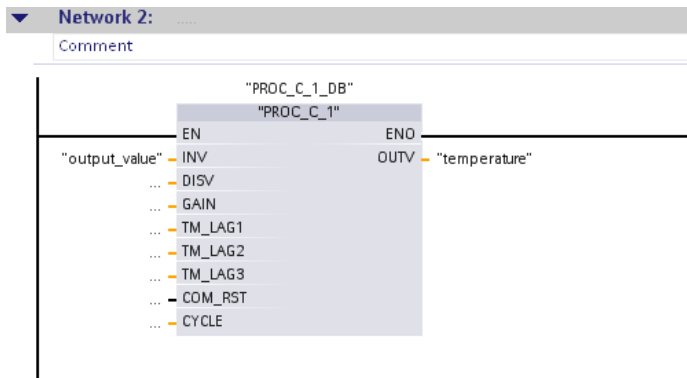 Network 2: .....
Comment
"PROC_C_1_DB"
"PROC_C_1"
EN ENO
"output_value" INV OUTV "temperature"
... DISV
... GAIN
... TM_LAG1
... TM_LAG2
... TM_LAG3
... COM_RST
... CYCLE